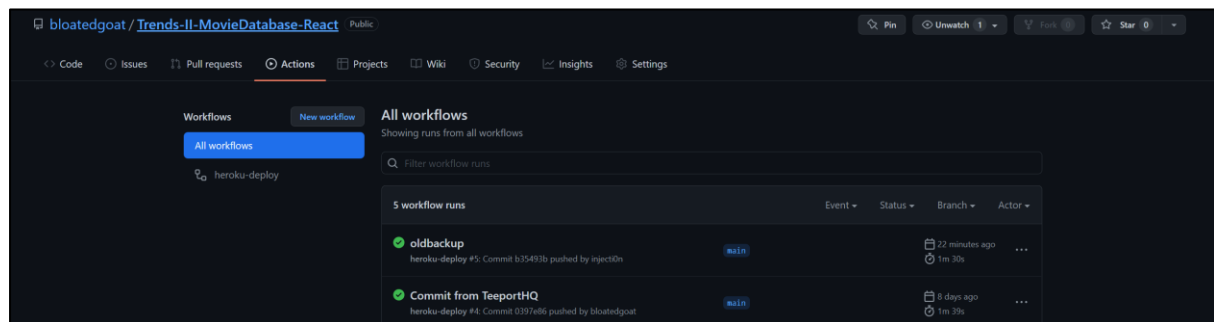 bloatedgoat / Trends-II-MovieDatabase-React Public
Pin Unwatch 1 Fork 0 Star 0
Code Issues Pull requests Actions Projects Wiki Security Insights Settings
Workflows New workflow
All workflows
heroku-deploy
All workflows
Showing runs from all workflows
Filter workflow runs
5 workflow runs Event Status Branch Actor
oldbackup main 22 minutes ago
heroku-deploy #5: Commit b35493b pushed by injecti0n 1m 30s
Commit from TeeportHQ main 8 days ago
heroku-deploy #4: Commit 0397e86 pushed by bloatedgoat 1m 39s